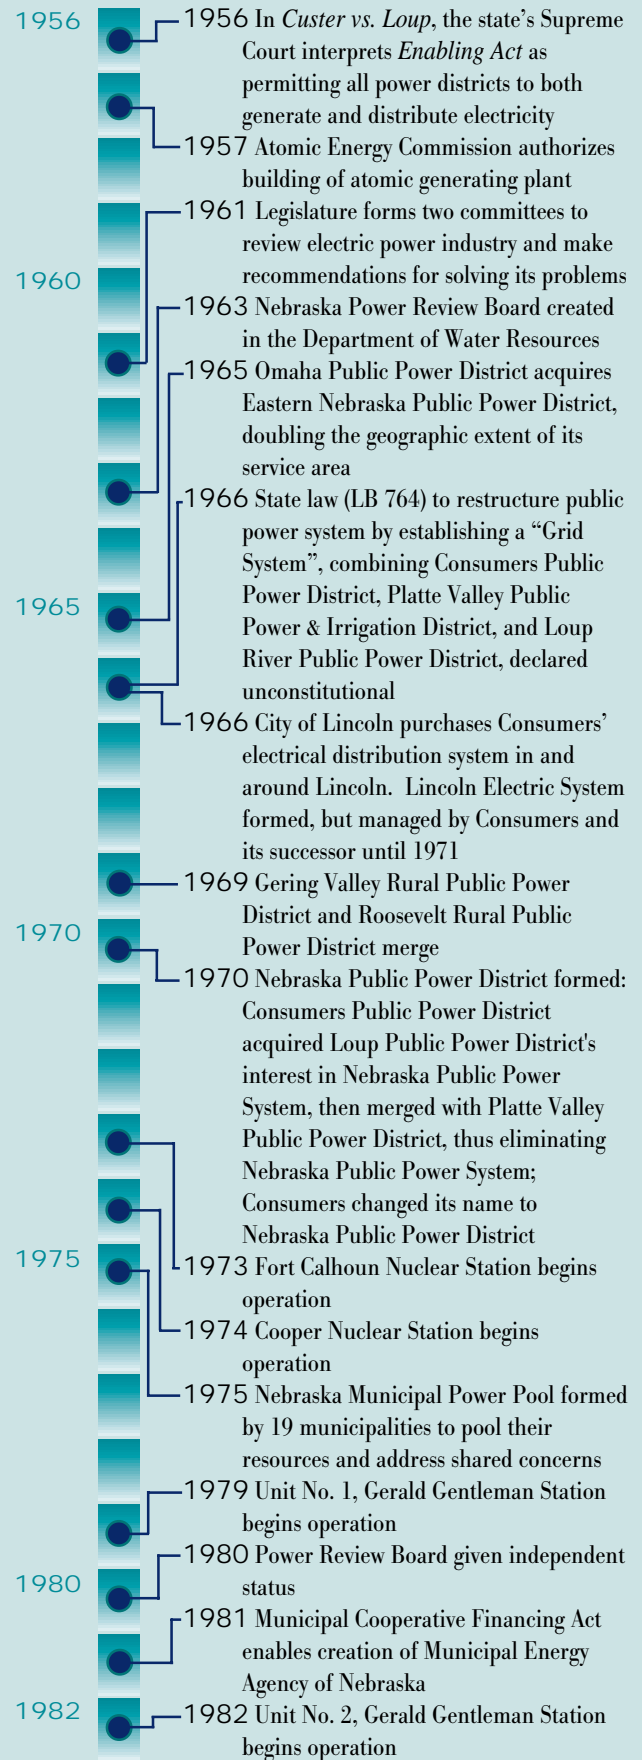 1956
1956 In Custer vs. Loup, the state's Supreme
Court interprets Enabling Act as
permitting all power districts to both
generate and distribute electricity
1957 Atomic Energy Commission authorizes
building of atomic generating plant
1961 Legislature forms two committees to
review electric power industry and make
recommendations for solving its problems
1960
1963 Nebraska Power Review Board created
in the Department of Water Resources
1965 Omaha Public Power District acquires
Eastern Nebraska Public Power District,
doubling the geographic extent of its
service area
1966 State law (LB 764) to restructure public
power system by establishing a “Grid
System”, combining Consumers Public
Power District, Platte Valley Public
1965
Power & Irrigation District, and Loup
River Public Power District, declared
unconstitutional
1966 City of Lincoln purchases Consumers’
electrical distribution system in and
around Lincoln.  Lincoln Electric System
formed, but managed by Consumers and
its successor until 1971
1969 Gering Valley Rural Public Power
District and Roosevelt Rural Public
1970
Power District merge
1970 Nebraska Public Power District formed:
Consumers Public Power District
acquired Loup Public Power District's
interest in Nebraska Public Power
System, then merged with Platte Valley
Public Power District, thus eliminating
Nebraska Public Power System;
Consumers changed its name to
Nebraska Public Power District
1975
1973 Fort Calhoun Nuclear Station begins
operation
1974 Cooper Nuclear Station begins
operation
1975 Nebraska Municipal Power Pool formed
by 19 municipalities to pool their
resources and address shared concerns
1979 Unit No. 1, Gerald Gentleman Station
begins operation
1980 Power Review Board given independent
1980
status
1981 Municipal Cooperative Financing Act
enables creation of Municipal Energy
Agency of Nebraska
1982
1982 Unit No. 2, Gerald Gentleman Station
begins operation